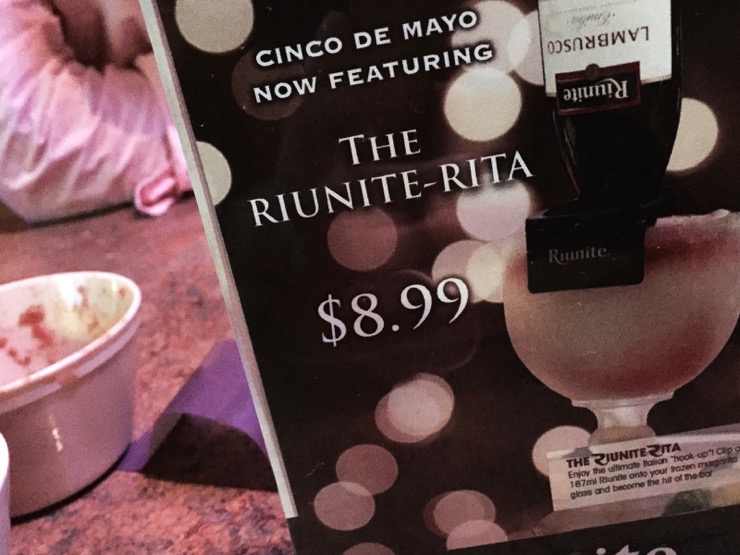 CINCO DE MAYO
NOW FEATURING
THE
RIUNITE-RITA
$8.99
LAMBRUSCO
Riunite
Riunite
THE RIUNITE RITA
Enjoy the ultimate Italian "hook-up"! Clip a
187ml Riunite onto your frozen margarita
glass and become the hit of the bar